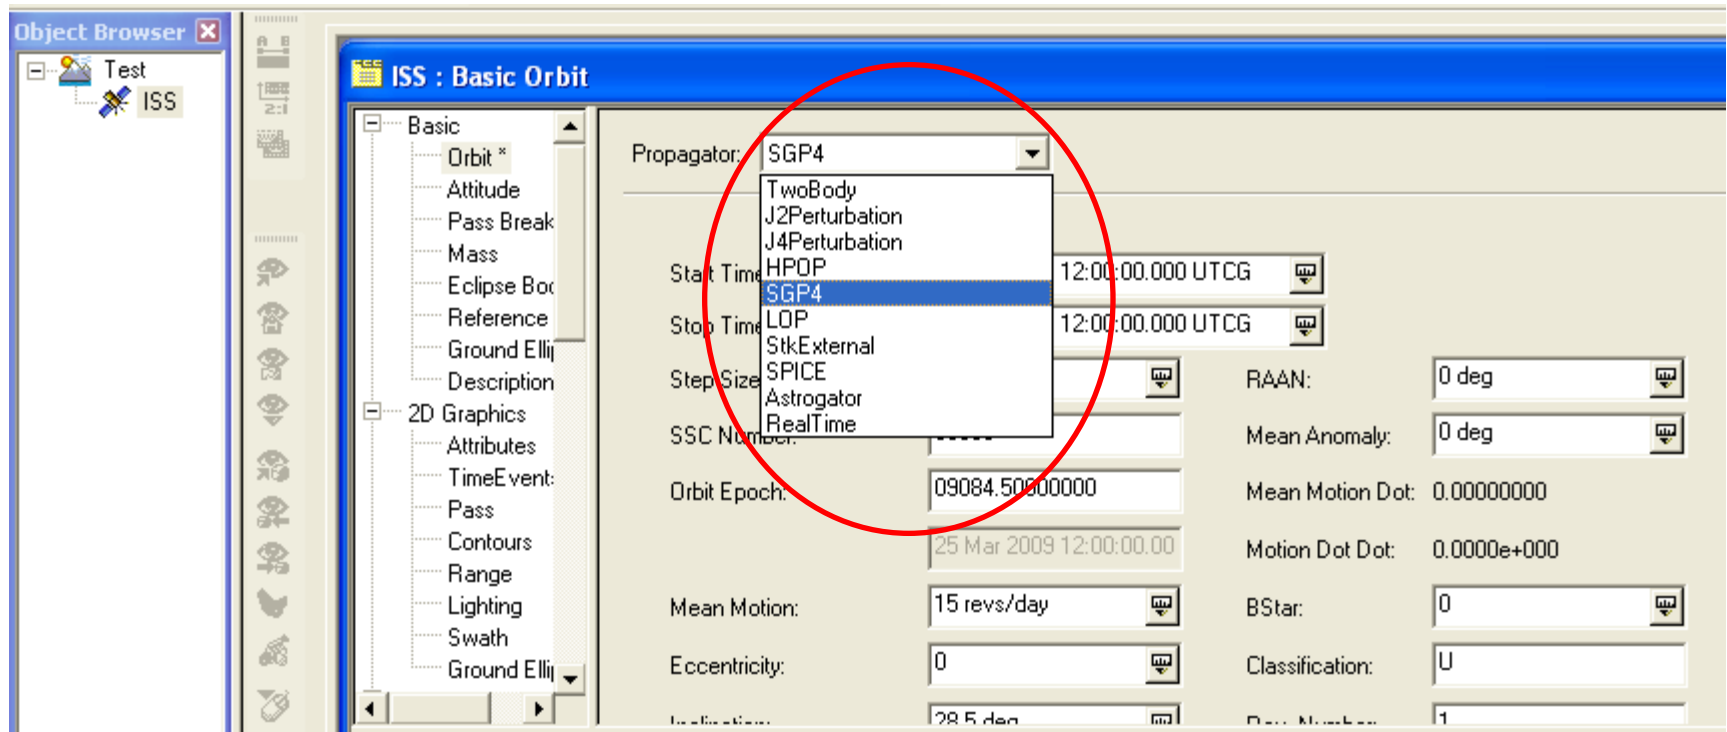 Object Browser
Test
ISS
ISS : Basic Orbit
Basic
Orbit *
Attitude
Pass Break
Mass
Eclipse Bo
Reference
Ground Elli
Description
2D Graphics
Attributes
TimeEvent
Pass
Contours
Range
Lighting
Swath
Ground Elli
Propagator: SGP4
TwoBody
J2Perturbation
J4Perturbation
HPOP
SGP4
LOP
StkExternal
SPICE
Astrogator
RealTime
Start Time 12:00:00.000 UTCG
Stop Time 12:00:00.000 UTCG
Step Size RAAN: 0 deg
SSC Number: Mean Anomaly: 0 deg
Orbit Epoch: 09084.50000000 Mean Motion Dot: 0.00000000
25 Mar 2009 12:00:00.00 Motion Dot Dot: 0.0000e+000
Mean Motion: 15 revs/day BStar: 0
Eccentricity: 0 Classification: U
28.5 deg 1